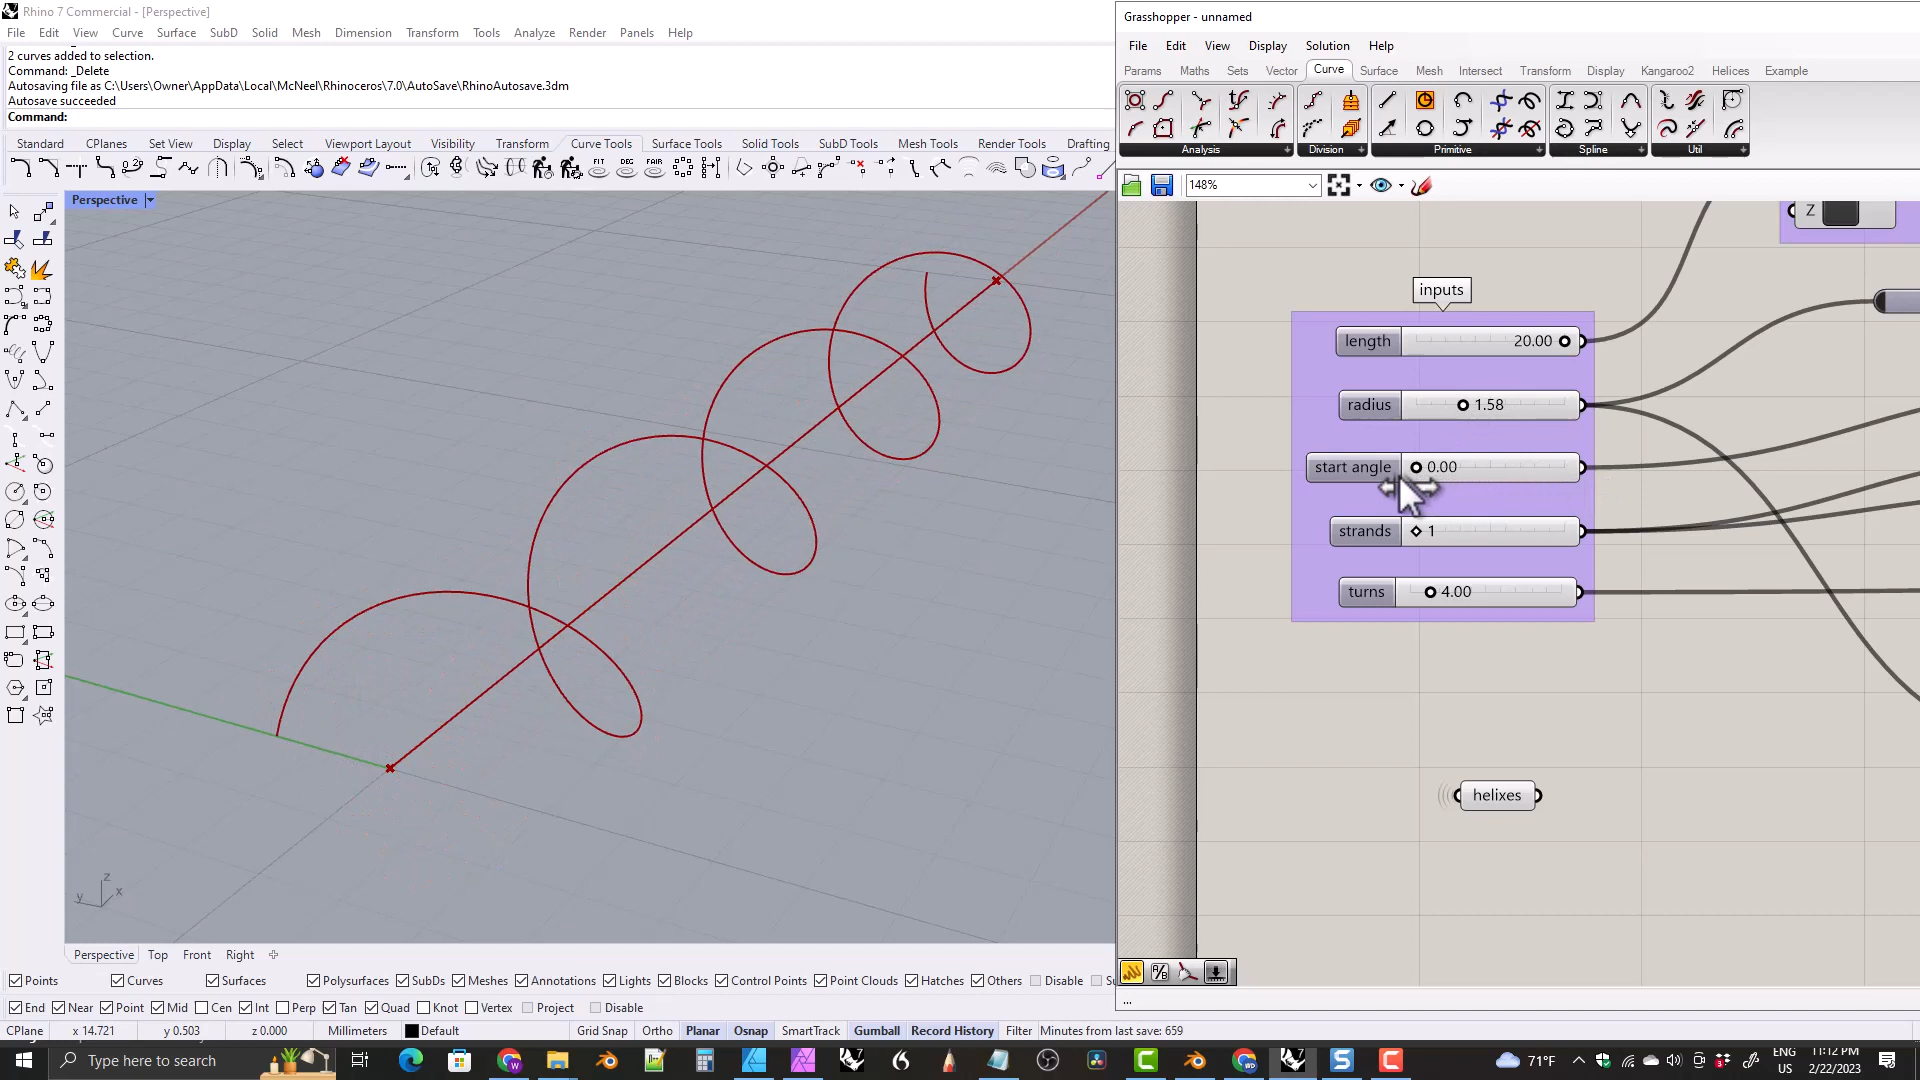 Rhino 7 Commercial - [Perspective]
File Edit View Curve Surface SubD Solid Mesh Dimension Transform Tools Analyze Render Panels Help
2 curves added to selection.
Command: _Delete
Autosaving file as C:\Users\Owner\AppData\Local\McNeel\Rhinoceros\7.0\AutoSave\RhinoAutosave.3dm
Autosave succeeded
Command:
Standard CPlanes Set View Display Select Viewport Layout Visibility Transform Curve Tools Surface Tools Solid Tools SubD Tools Mesh Tools Render Tools Drafting
FIT DEG FAIR
Perspective
z
y x
Perspective Top Front Right
Points Curves Surfaces Polysurfaces SubDs Meshes Annotations Lights Blocks Control Points Point Clouds Hatches Others Disable Su
End Near Point Mid Cen Int Perp Tan Quad Knot Vertex Project Disable
CPlane x 14.721 y 0.503 z 0.000 Millimeters Default Grid Snap Ortho Planar Osnap SmartTrack Gumball Record History Filter Minutes from last save: 659
Grasshopper - unnamed
File Edit View Display Solution Help
Params Maths Sets Vector Curve Surface Mesh Intersect Transform Display Kangaroo2 Helices Example
Analysis Division Primitive Spline Util
148%
Z
inputs
length 20.00
radius 1.58
start angle 0.00
strands 1
turns 4.00
helixes
...
Type here to search
71°F
ENG
US
11:12 PM
2/22/2023